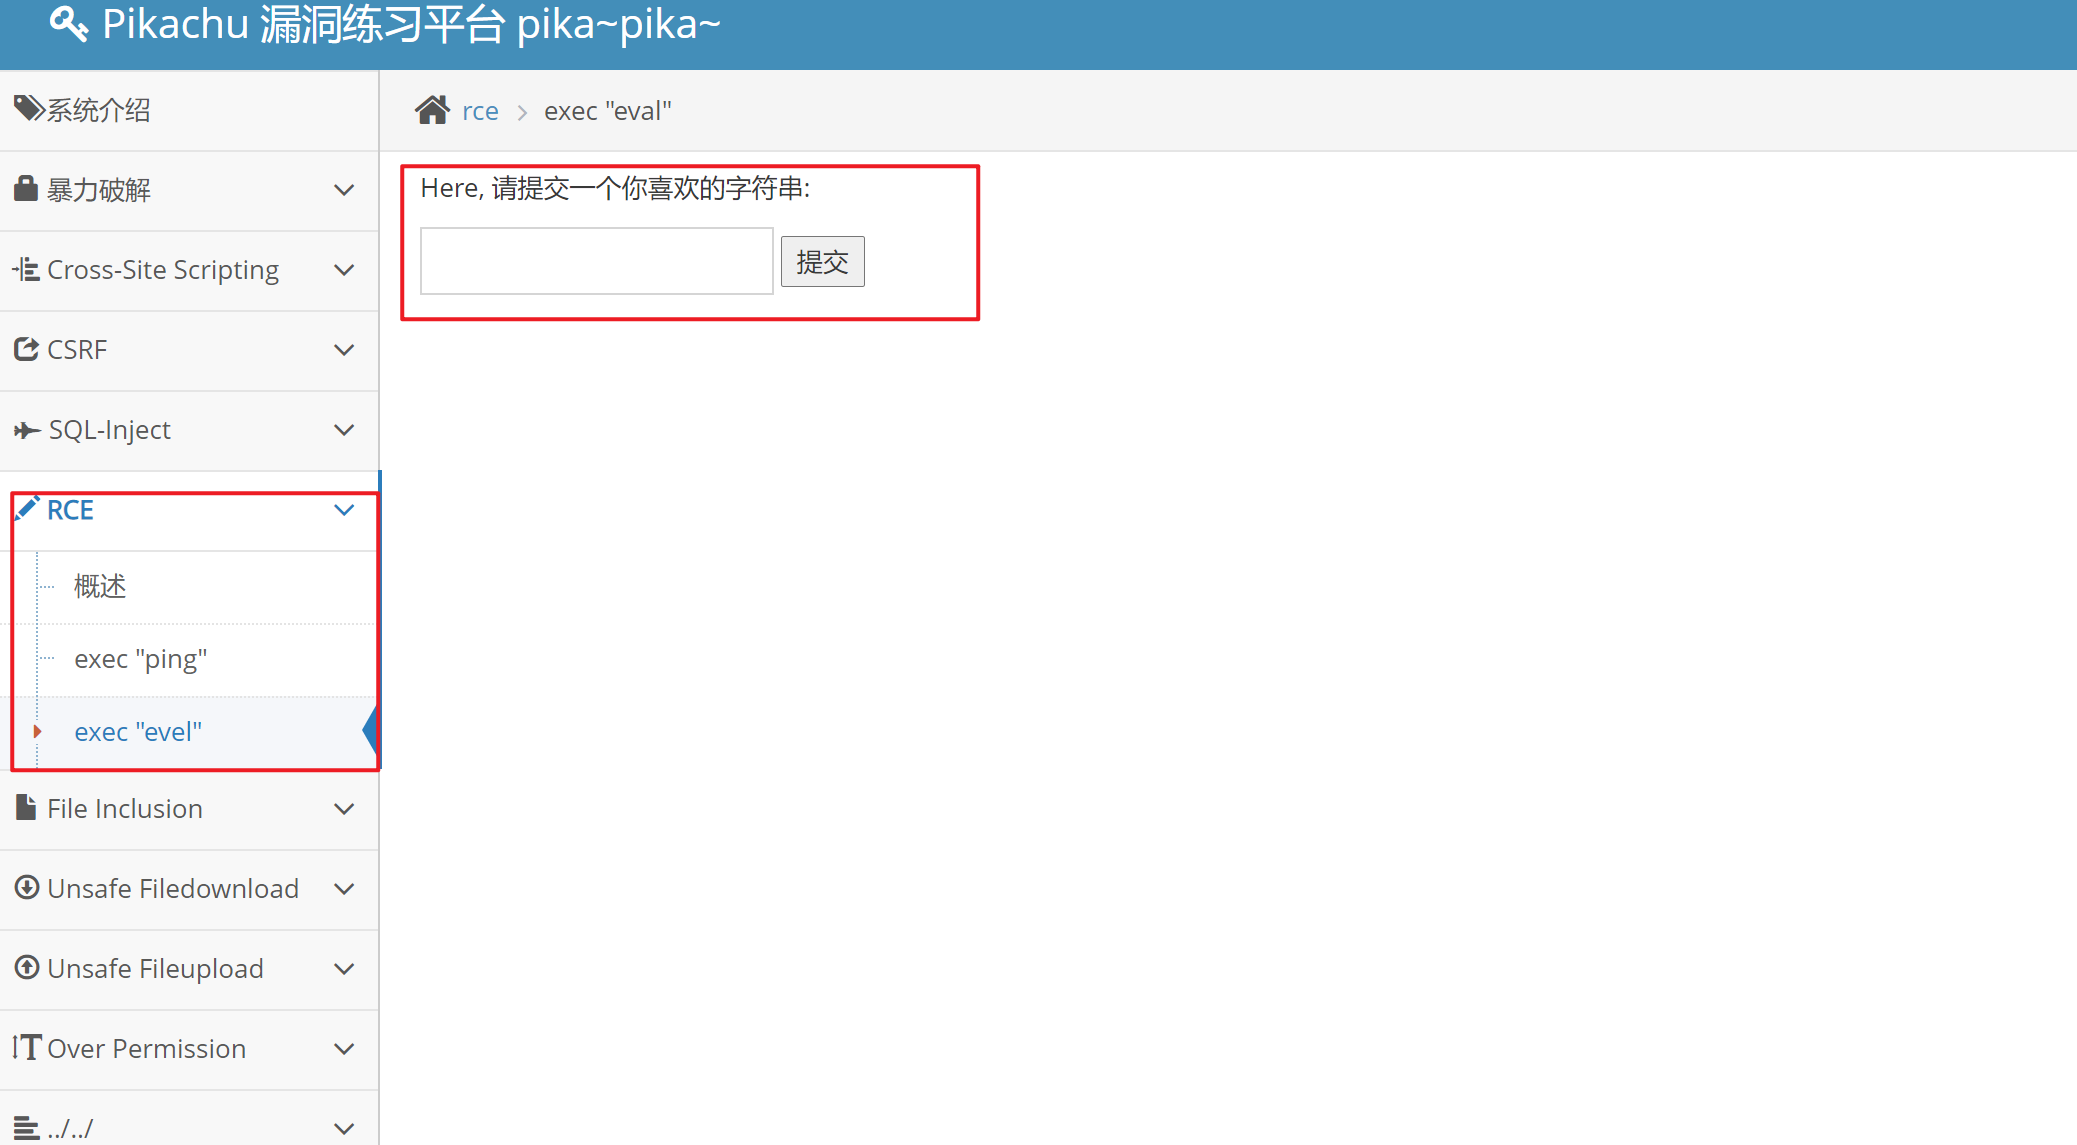 Pikachu 漏洞练习平台 pika~pika~
系统介绍
暴力破解
Cross-Site Scripting
CSRF
SQL-Inject
RCE
概述
exec "ping"
exec "evel"
File Inclusion
Unsafe Filedownload
Unsafe Fileupload
Over Permission
../../
rce > exec "eval"
Here, 请提交一个你喜欢的字符串:
提交